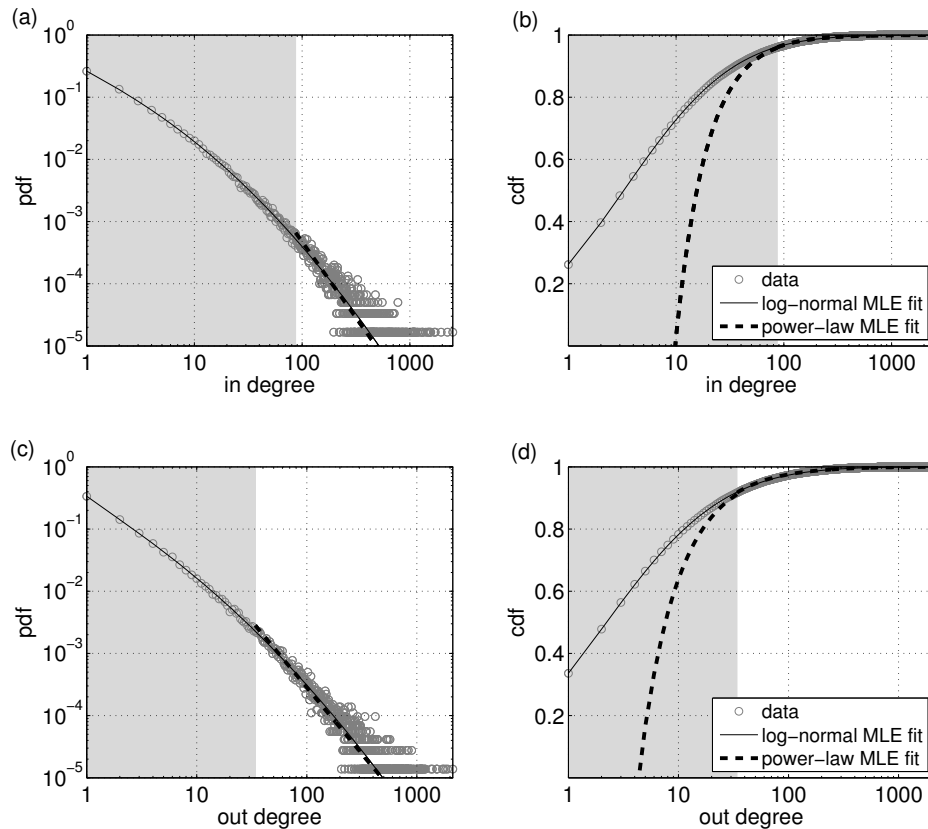 (a)
10^0
10^-1
10^-2
10^-3
10^-4
10^-5
pdf
1 10 100 1000
in degree
(b)
1
0.8
0.6
0.4
0.2
cdf
data
log−normal MLE fit
power−law MLE fit
1 10 100 1000
in degree
(c)
10^0
10^-1
10^-2
10^-3
10^-4
10^-5
pdf
1 10 100 1000
out degree
(d)
1
0.8
0.6
0.4
0.2
cdf
data
log−normal MLE fit
power−law MLE fit
1 10 100 1000
out degree